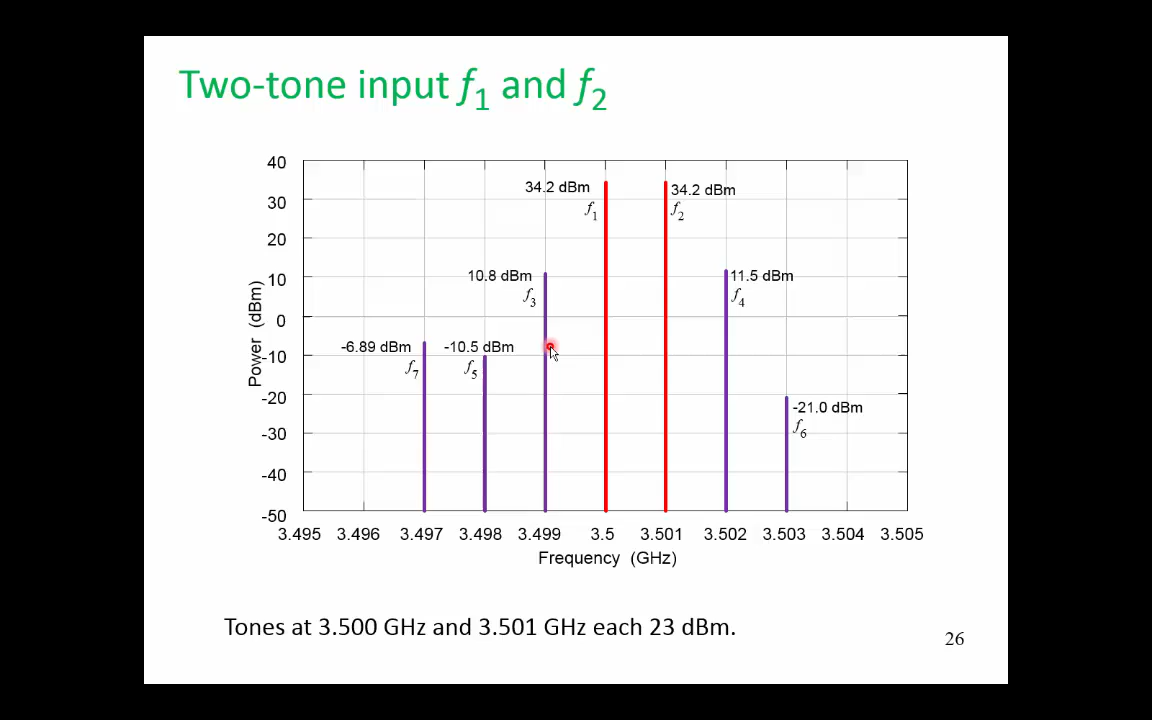 Two-tone input f1 and f2
40
30
20
10
0
-10
-20
-30
-40
-50
Power (dBm)
34.2 dBm
f1
34.2 dBm
f2
10.8 dBm
f3
11.5 dBm
f4
-6.89 dBm
f7
-10.5 dBm
f5
-21.0 dBm
f6
3.495 3.496 3.497 3.498 3.499 3.5 3.501 3.502 3.503 3.504 3.505
Frequency (GHz)
Tones at 3.500 GHz and 3.501 GHz each 23 dBm.
26